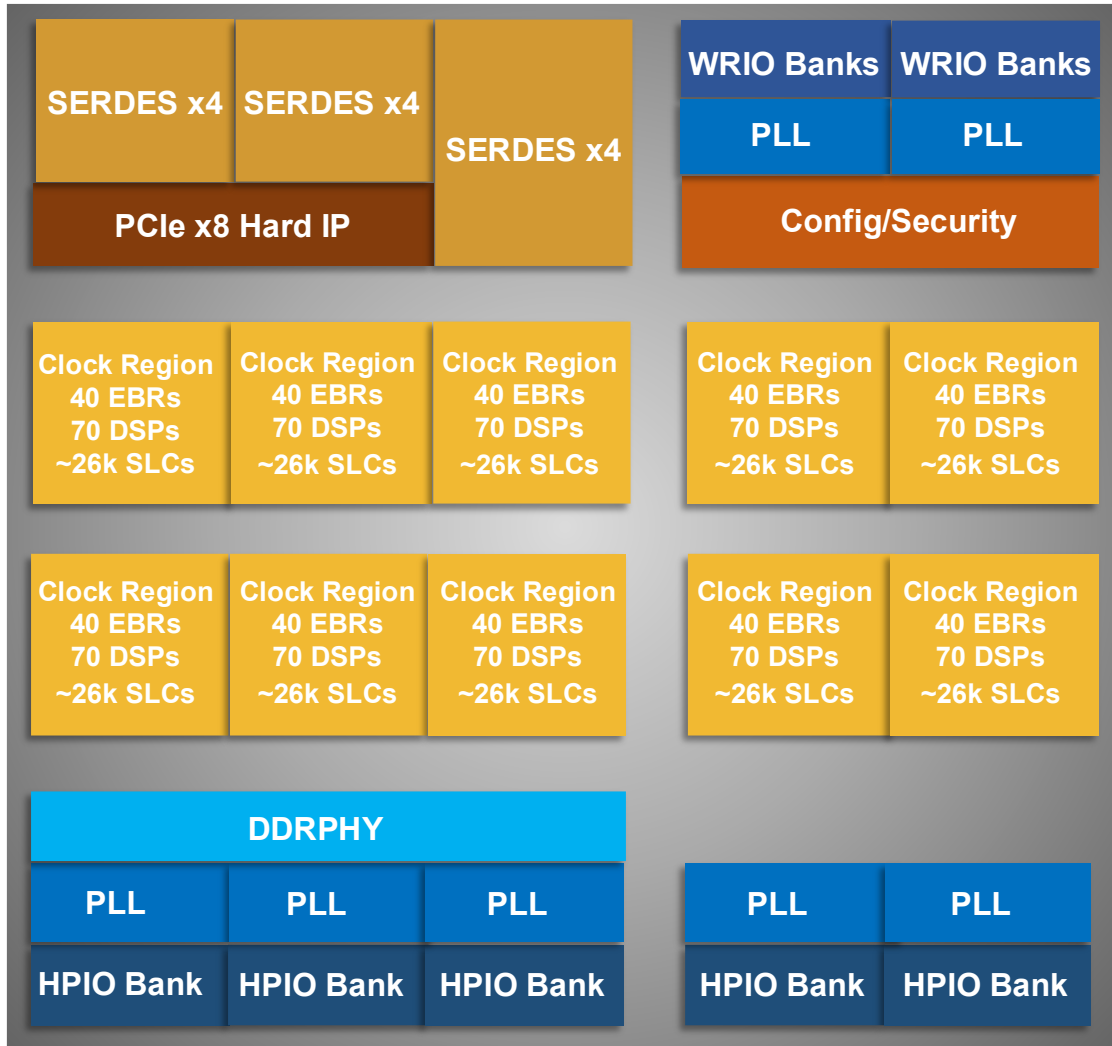 SERDES x4
SERDES x4
SERDES x4
PCIe x8 Hard IP
WRIO Banks
WRIO Banks
PLL
PLL
Config/Security
Clock Region
40 EBRs
70 DSPs
~26k SLCs
Clock Region
40 EBRs
70 DSPs
~26k SLCs
Clock Region
40 EBRs
70 DSPs
~26k SLCs
Clock Region
40 EBRs
70 DSPs
~26k SLCs
Clock Region
40 EBRs
70 DSPs
~26k SLCs
Clock Region
40 EBRs
70 DSPs
~26k SLCs
Clock Region
40 EBRs
70 DSPs
~26k SLCs
Clock Region
40 EBRs
70 DSPs
~26k SLCs
Clock Region
40 EBRs
70 DSPs
~26k SLCs
Clock Region
40 EBRs
70 DSPs
~26k SLCs
DDRPHY
PLL
PLL
PLL
PLL
PLL
HPIO Bank
HPIO Bank
HPIO Bank
HPIO Bank
HPIO Bank